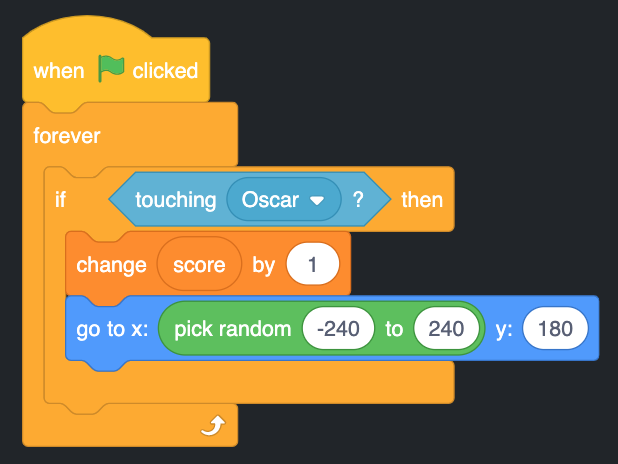 when clicked
forever
if touching Oscar ? then
change score by 1
go to x: pick random -240 to 240 y: 180